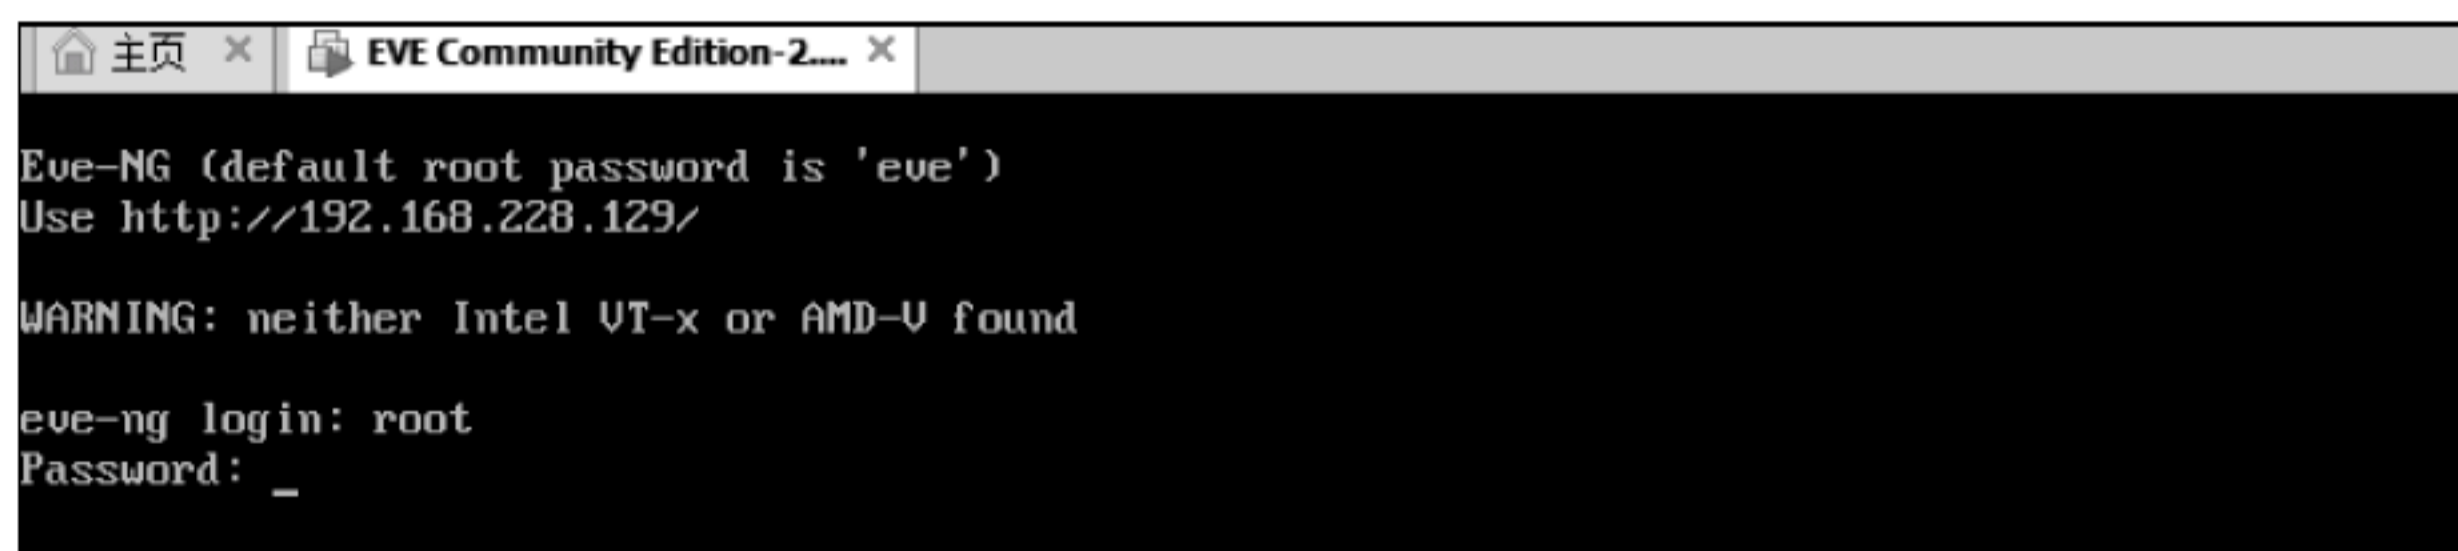 主页
EVE Community Edition-2....
Eve-NG (default root password is 'eve')
Use http://192.168.228.129/
WARNING: neither Intel VT-x or AMD-V found
eve-ng login: root
Password: _